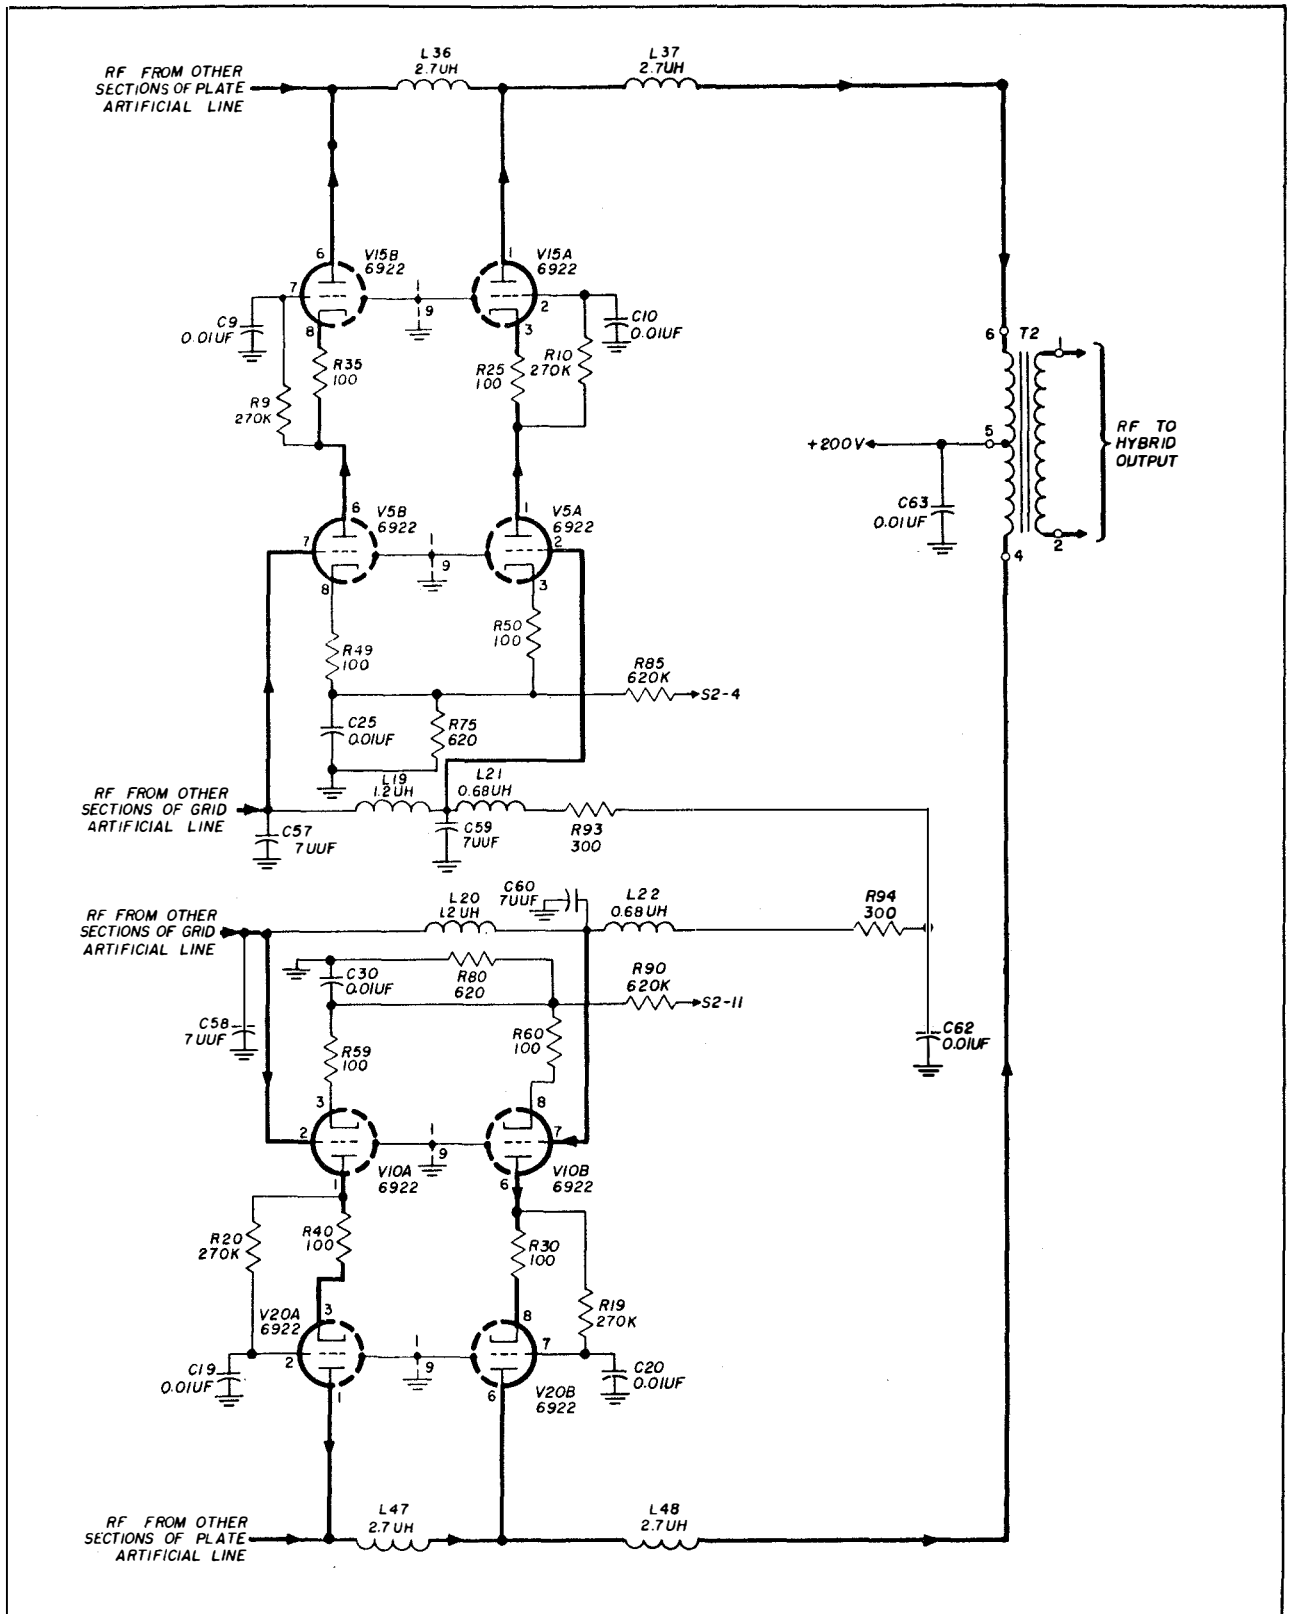 L36
2.7UH
L37
2.7UH
RF FROM OTHER
SECTIONS OF PLATE
ARTIFICIAL LINE
6
V15B
6922
7
8
1
V15A
6922
2
3
9
C9
0.01UF
C10
0.01UF
R35
100
R25
100
R10
270K
R9
270K
6 T2
1
5
+200V
RF TO
HYBRID
OUTPUT
C63
0.01UF
4
2
6
V5B
6922
7
8
1
V5A
6922
2
3
9
R49
100
R50
100
R85
620K
S2-4
C25
0.01UF
R75
620
RF FROM OTHER
SECTIONS OF GRID
ARTIFICIAL LINE
L19
1.2UH
L21
0.68UH
C57
7UUF
C59
7UUF
R93
300
RF FROM OTHER
SECTIONS OF GRID
ARTIFICIAL LINE
L20
1.2UH
C60
7UUF
L22
0.68UH
R94
300
C30
0.01UF
R80
620
R90
620K
S2-11
C58
7UUF
R59
100
R60
100
C62
0.01UF
3
2
1
V10A
6922
9
8
7
6
V10B
6922
R20
270K
R40
100
R30
100
R19
270K
V20A
6922
3
2
1
9
8
7
6
V20B
6922
C19
0.01UF
C20
0.01UF
RF FROM OTHER
SECTIONS OF PLATE
ARTIFICIAL LINE
L47
2.7UH
L48
2.7UH